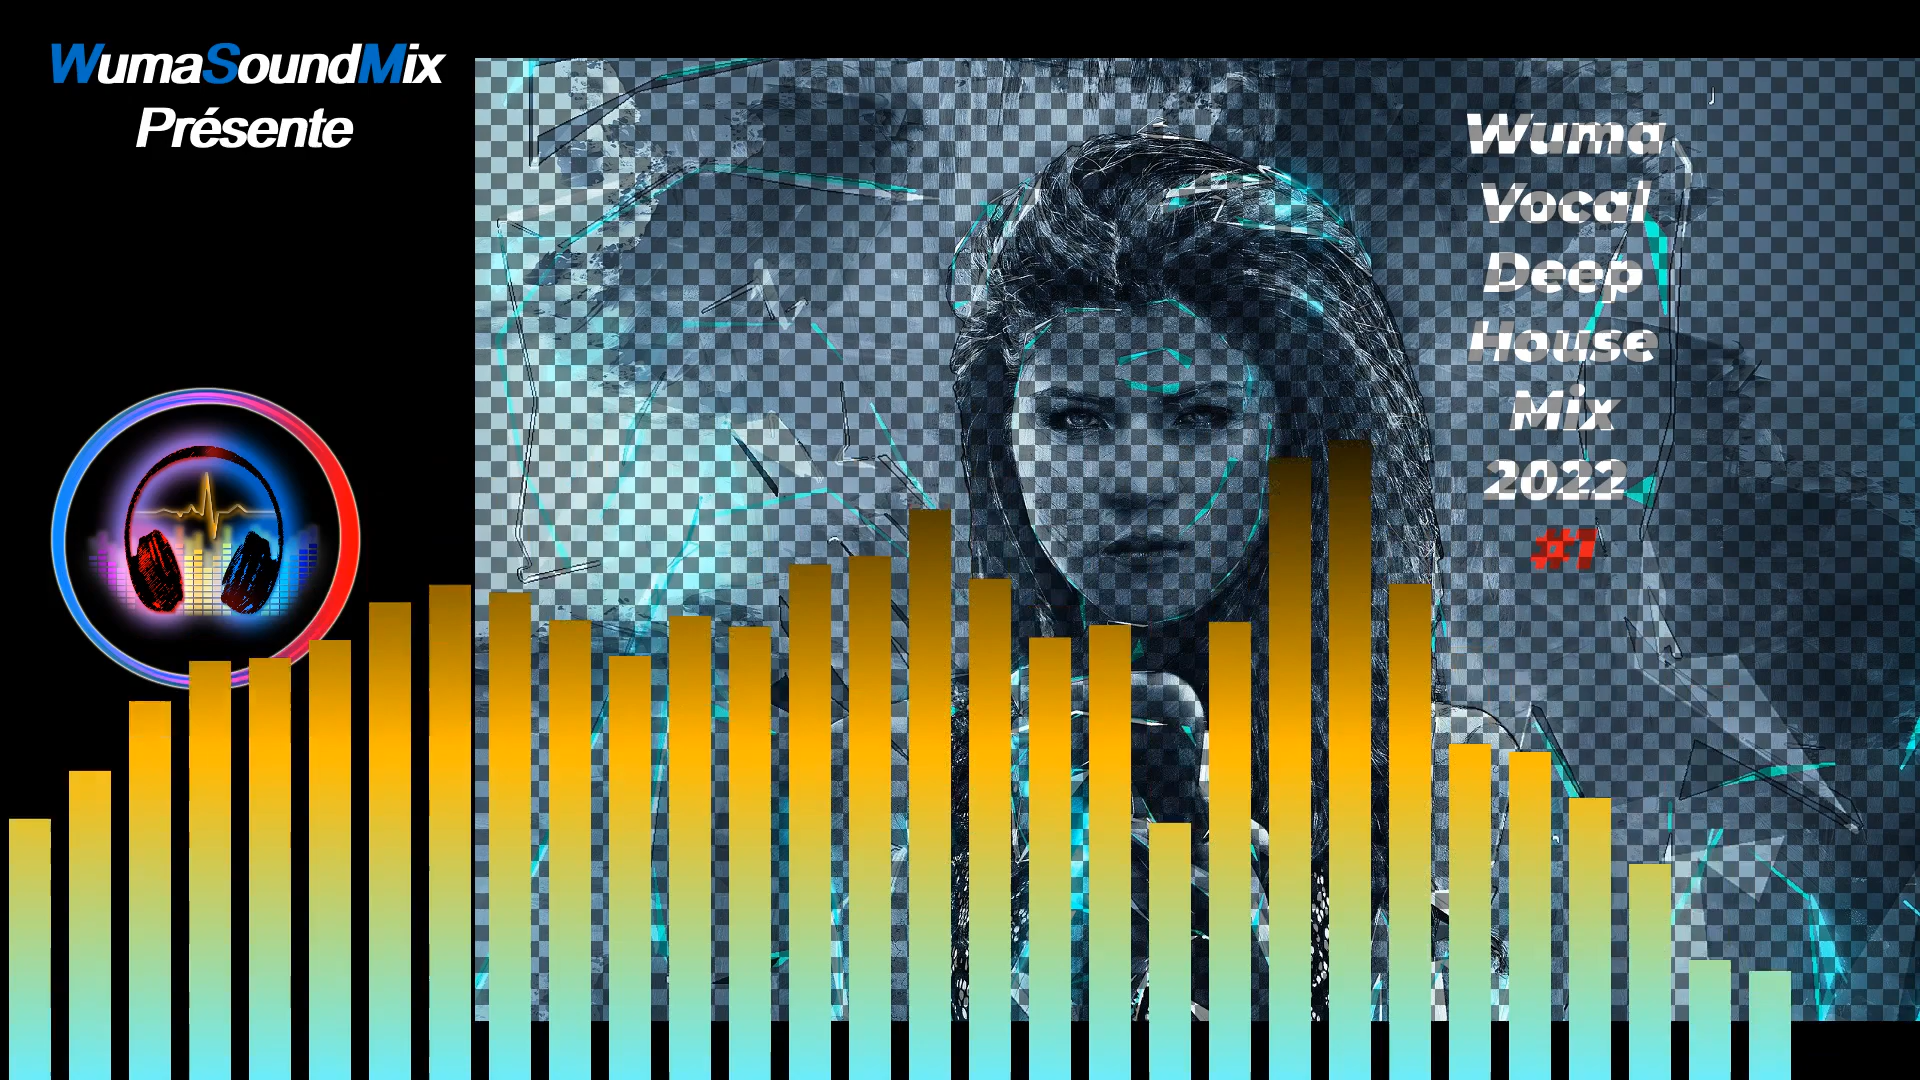 WumaSoundMix
Présente
Wuma
Vocal
Deep
House
Mix
2022
#1